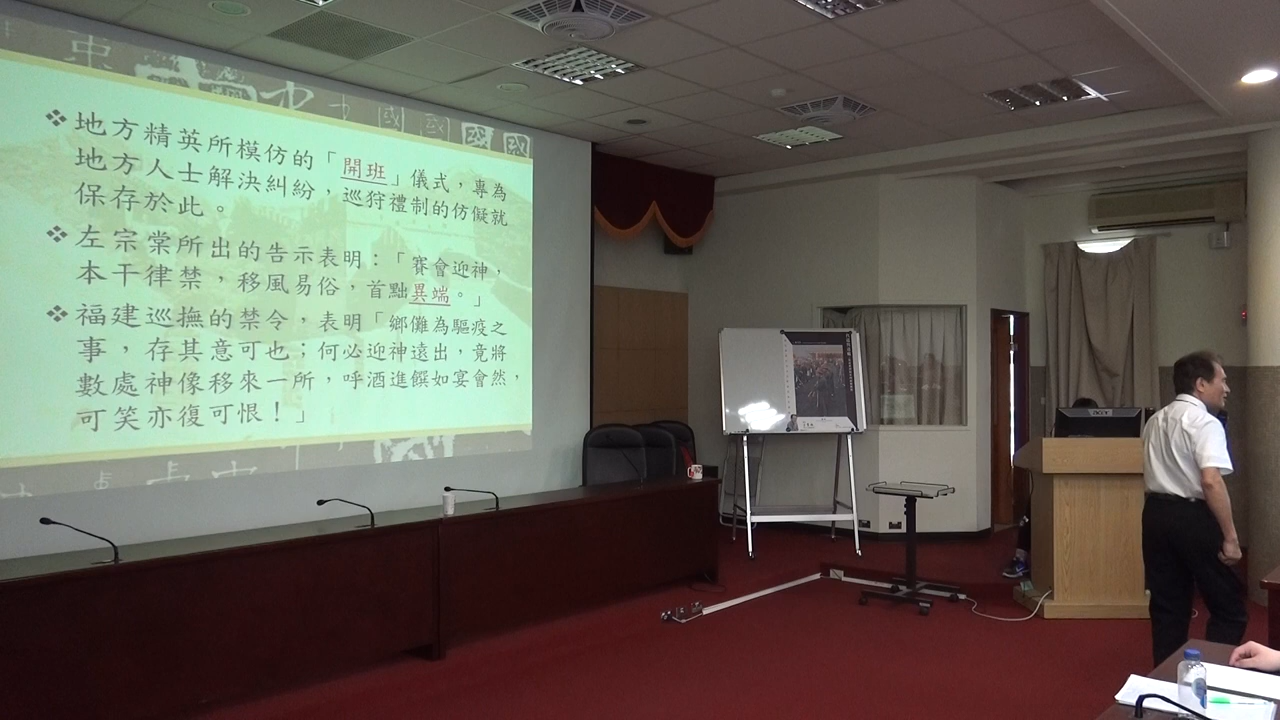 地方精英所模仿的「開班」儀式，專為
地方人士解決糾紛，巡狩禮制的仿儗就
保存於此。
左宗棠所出的告示表明：「賽會迎神，
本干律禁，移風易俗，首黜異端。」
福建巡撫的禁令，表明「鄉儺為驅疫之
事，存其意可也；何必迎神遠出，竟將
數處神像移來一所，呼酒進饌如宴會然，
可笑亦復可恨！」
acer